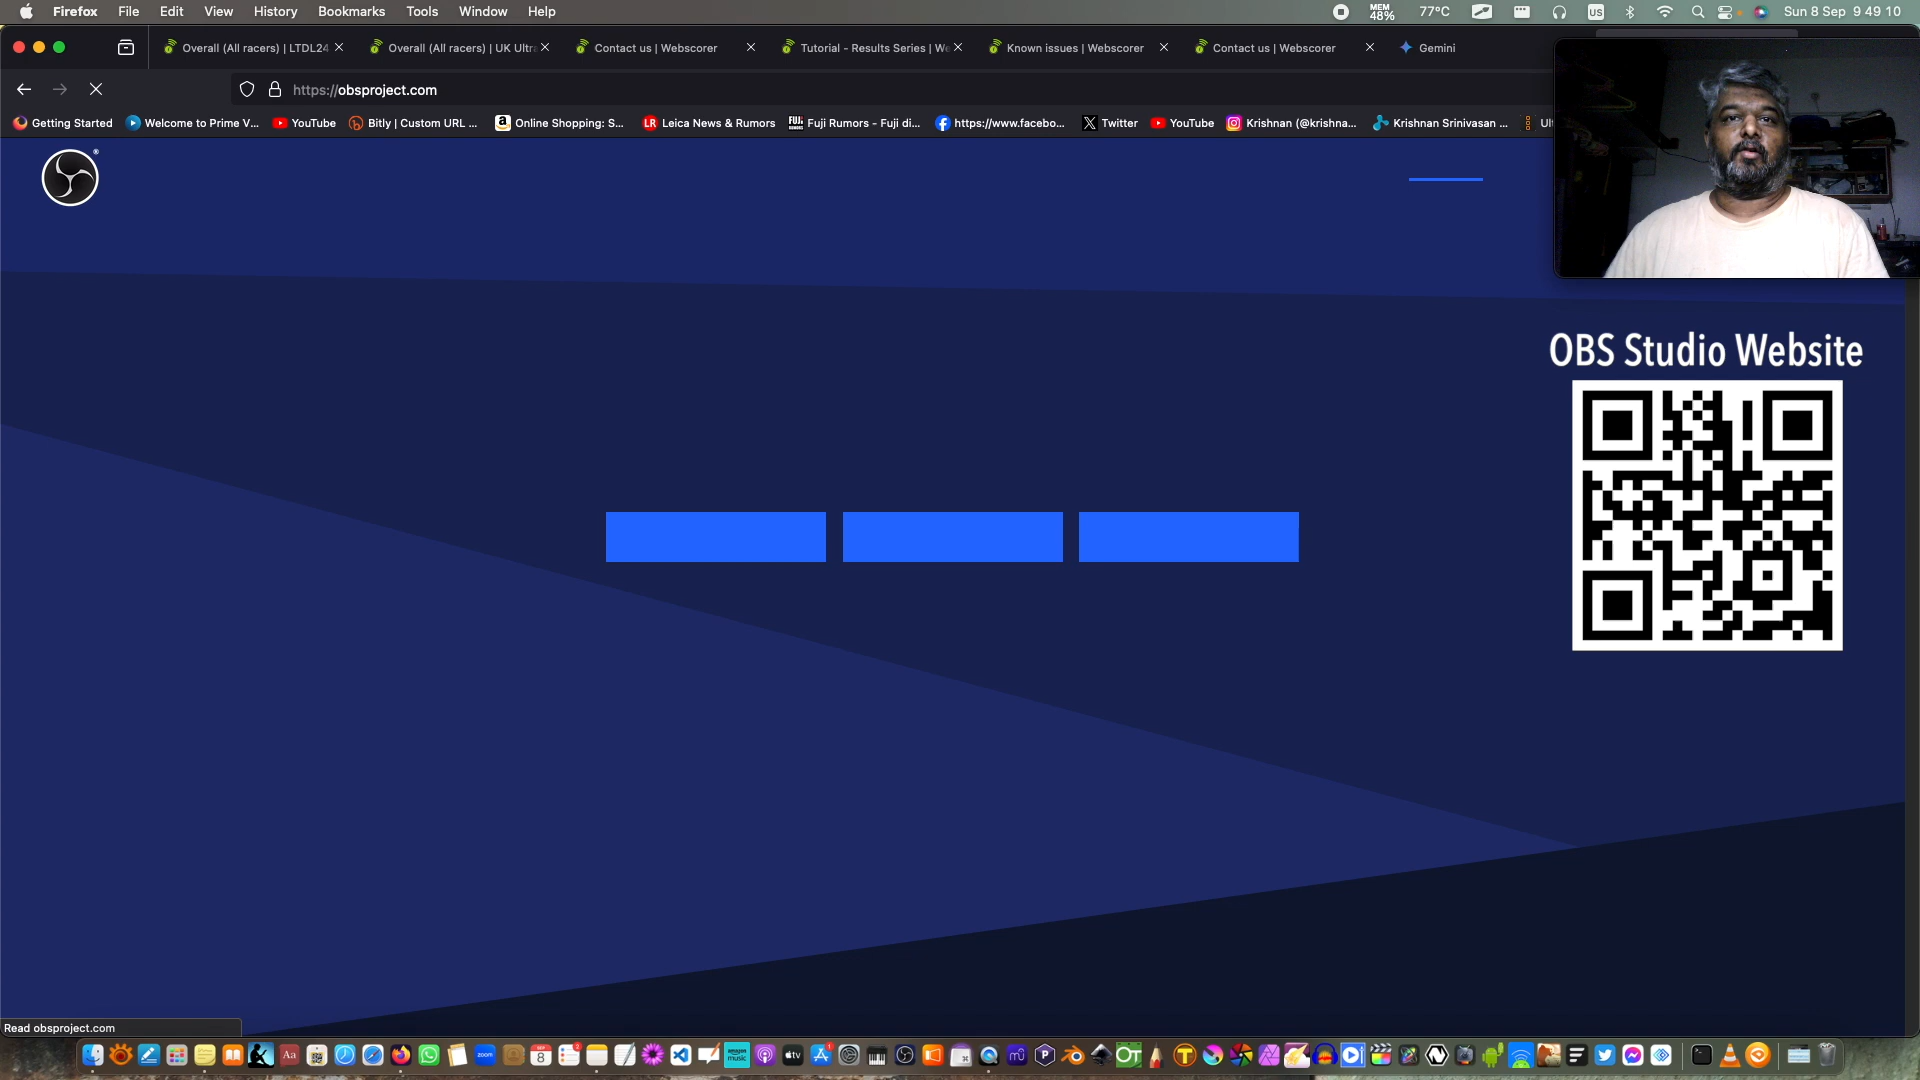 Firefox File Edit View History Bookmarks Tools Window Help
MEM 48% 77°C US Sun 8 Sep 9 49 10
Overall (All racers) | LTDL24
Overall (All racers) | UK Ultra
Contact us | Webscorer
Tutorial - Results Series | We
Known issues | Webscorer
Contact us | Webscorer
Gemini
https://obsproject.com
Getting Started
Welcome to Prime V...
YouTube
Bitly | Custom URL ...
Online Shopping: S...
LR Leica News & Rumors
Fuji Rumors - Fuji di...
https://www.facebo...
Twitter
YouTube
Krishnan (@krishna...
Krishnan Srinivasan ...
OBS Studio Website
Read obsproject.com